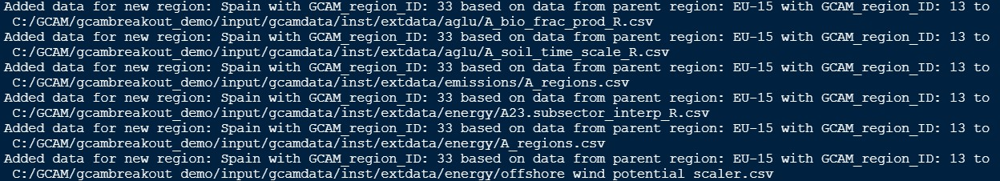 Added data for new region: Spain with GCAM_region_ID: 33 based on data from parent region: EU-15 with GCAM_region_ID: 13 to
C:/GCAM/gcambreakout_demo/input/gcamdata/inst/extdata/aglu/A_bio_frac_prod_R.csv
Added data for new region: Spain with GCAM_region_ID: 33 based on data from parent region: EU-15 with GCAM_region_ID: 13 to
C:/GCAM/gcambreakout_demo/input/gcamdata/inst/extdata/aglu/A_soil_time_scale_R.csv
Added data for new region: Spain with GCAM_region_ID: 33 based on data from parent region: EU-15 with GCAM_region_ID: 13 to
C:/GCAM/gcambreakout_demo/input/gcamdata/inst/extdata/emissions/A_regions.csv
Added data for new region: Spain with GCAM_region_ID: 33 based on data from parent region: EU-15 with GCAM_region_ID: 13 to
C:/GCAM/gcambreakout_demo/input/gcamdata/inst/extdata/energy/A23.subsector_interp_R.csv
Added data for new region: Spain with GCAM_region_ID: 33 based on data from parent region: EU-15 with GCAM_region_ID: 13 to
C:/GCAM/gcambreakout_demo/input/gcamdata/inst/extdata/energy/A_regions.csv
Added data for new region: Spain with GCAM_region_ID: 33 based on data from parent region: EU-15 with GCAM_region_ID: 13 to
C:/GCAM/gcambreakout_demo/input/gcamdata/inst/extdata/energy/offshore_wind_potential_scaler.csv